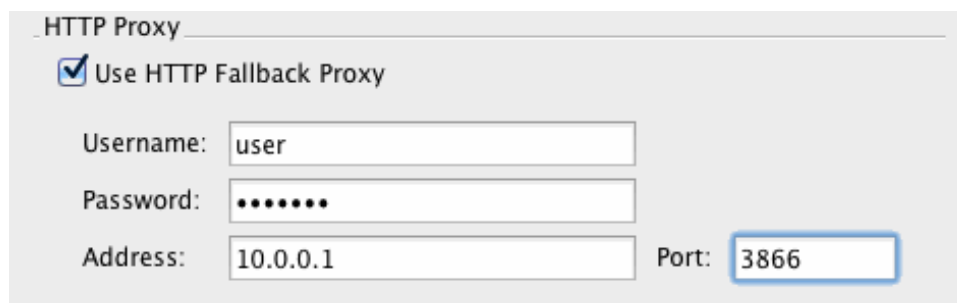 HTTP Proxy
Use HTTP Fallback Proxy
Username: user
Password: •••••••
Address: 10.0.0.1 Port: 3866